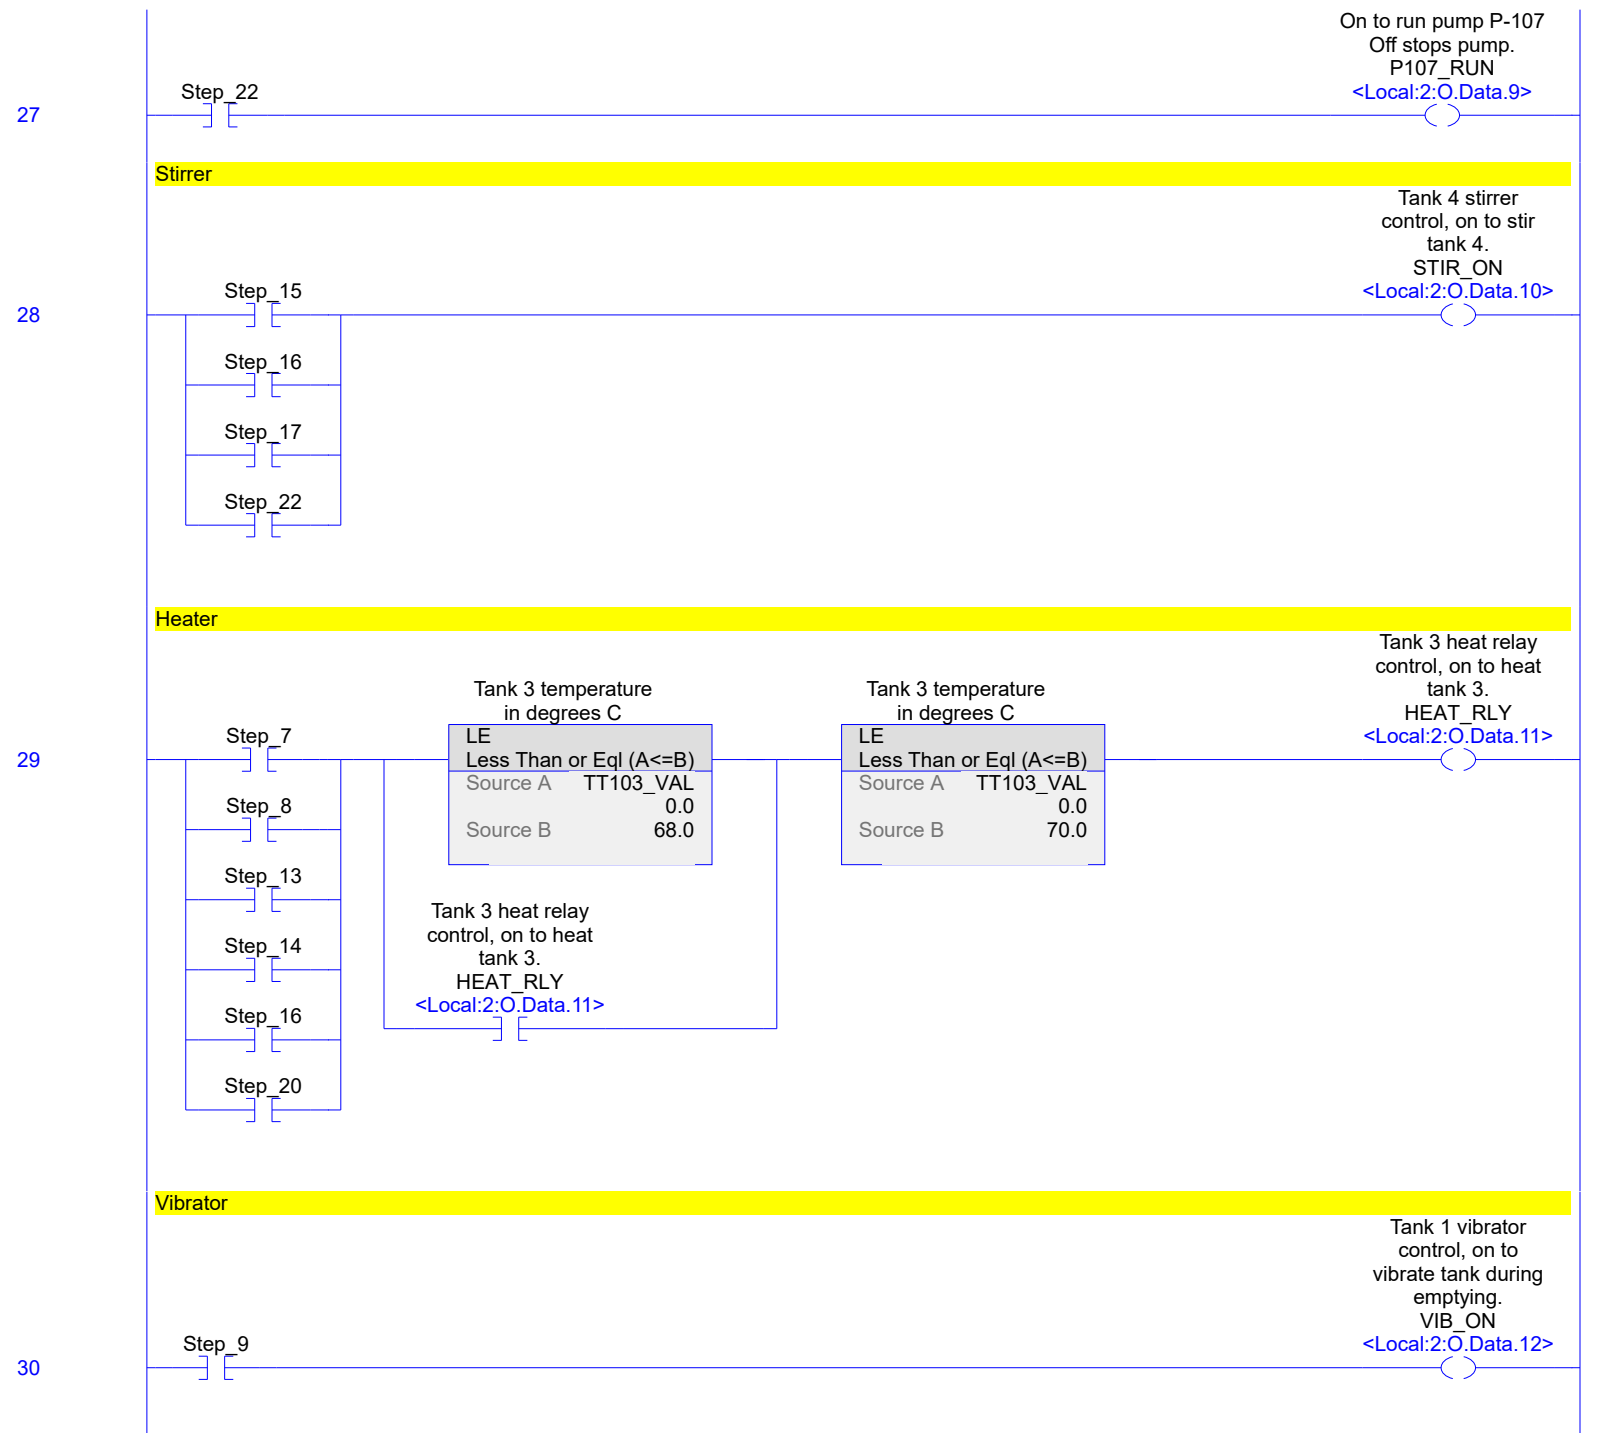 On to run pump P-107
Off stops pump.
P107_RUN
<Local:2:O.Data.9>
Step_22
27
Stirrer
Tank 4 stirrer
control, on to stir
tank 4.
STIR_ON
<Local:2:O.Data.10>
Step_15
28
Step_16
Step_17
Step_22
Heater
Tank 3 heat relay
control, on to heat
tank 3.
HEAT_RLY
<Local:2:O.Data.11>
Tank 3 temperature
in degrees C
LE
Less Than or Eql (A<=B)
Source A TT103_VAL
0.0
Source B 68.0
Tank 3 temperature
in degrees C
LE
Less Than or Eql (A<=B)
Source A TT103_VAL
0.0
Source B 70.0
Step_7
29
Step_8
Step_13
Step_14
Step_16
Step_20
Tank 3 heat relay
control, on to heat
tank 3.
HEAT_RLY
<Local:2:O.Data.11>
Vibrator
Tank 1 vibrator
control, on to
vibrate tank during
emptying.
VIB_ON
<Local:2:O.Data.12>
Step_9
30